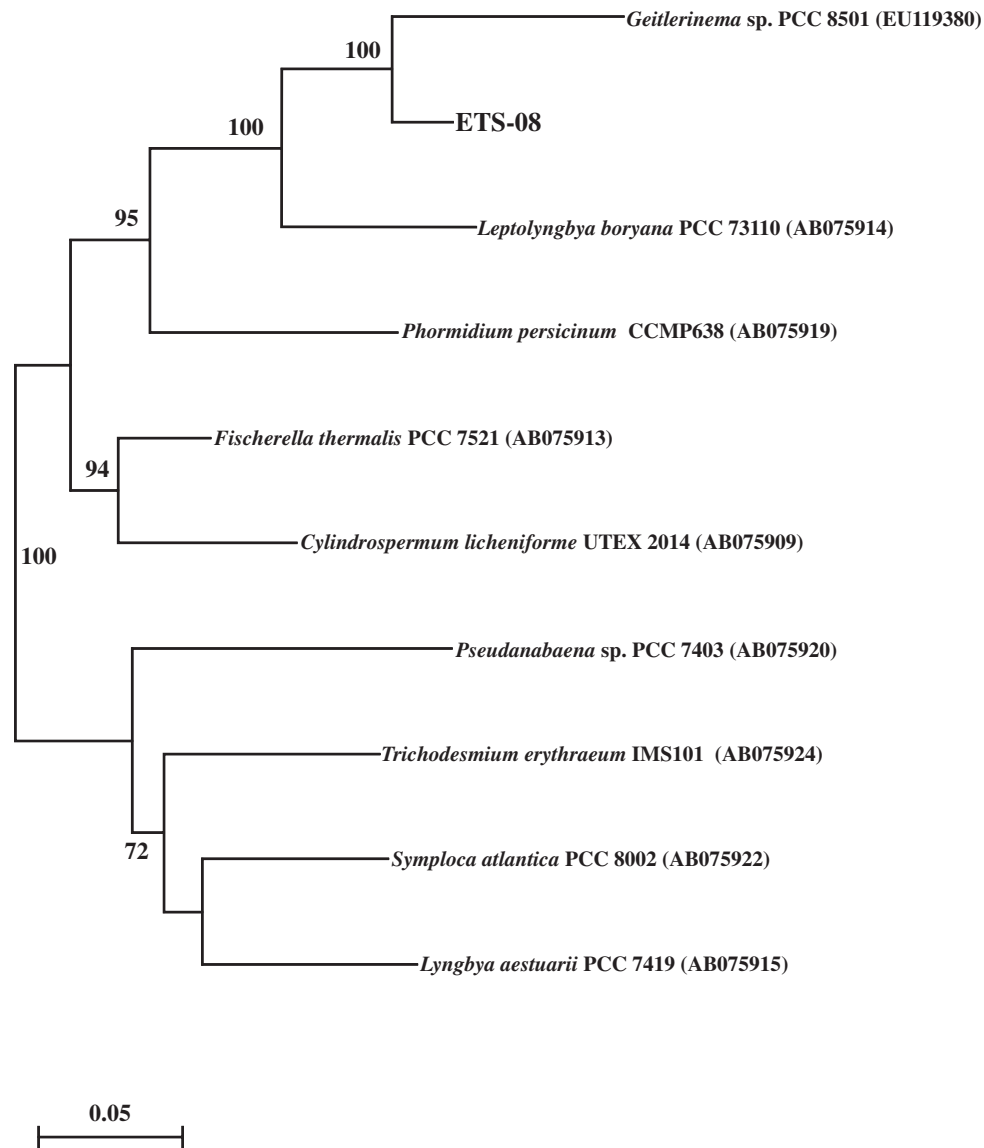 Geitlerinema sp. PCC 8501 (EU119380)
100
ETS-08
100
Leptolyngbya boryana PCC 73110 (AB075914)
95
Phormidium persicinum CCMP638 (AB075919)
Fischerella thermalis PCC 7521 (AB075913)
94
Cylindrospermum licheniforme UTEX 2014 (AB075909)
100
Pseudanabaena sp. PCC 7403 (AB075920)
Trichodesmium erythraeum IMS101 (AB075924)
72
Symploca atlantica PCC 8002 (AB075922)
Lyngbya aestuarii PCC 7419 (AB075915)
0.05